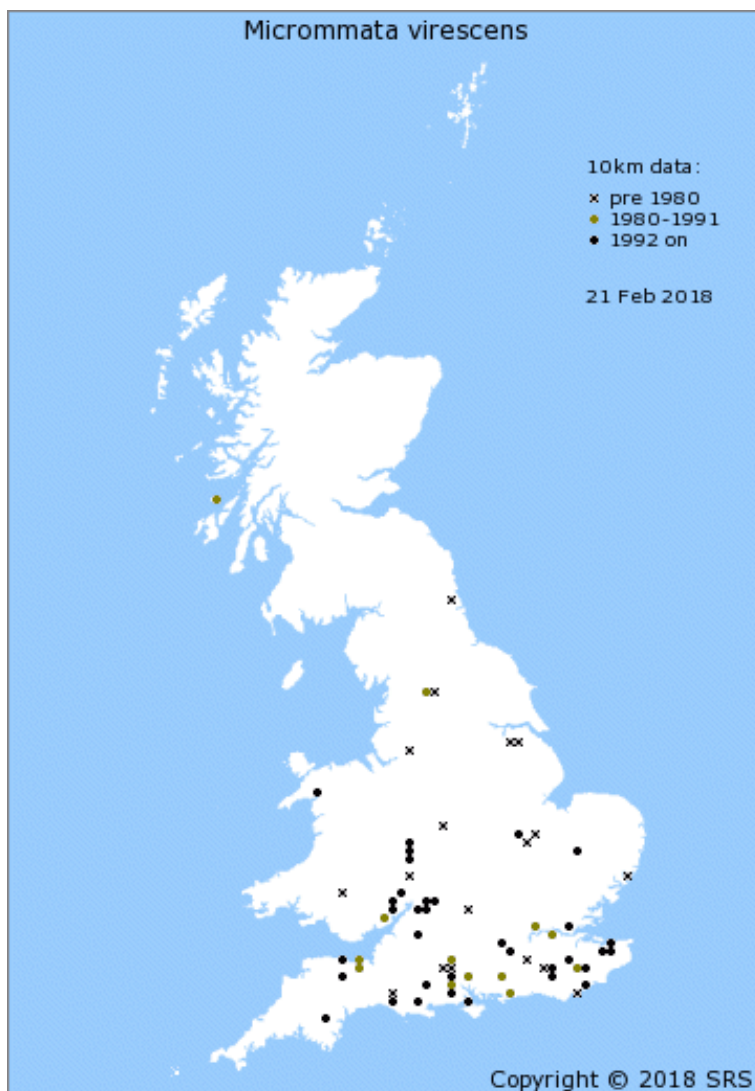 Micrommata virescens
10km data:
pre 1980
1980-1991
1992 on
21 Feb 2018
Copyright © 2018 SRS